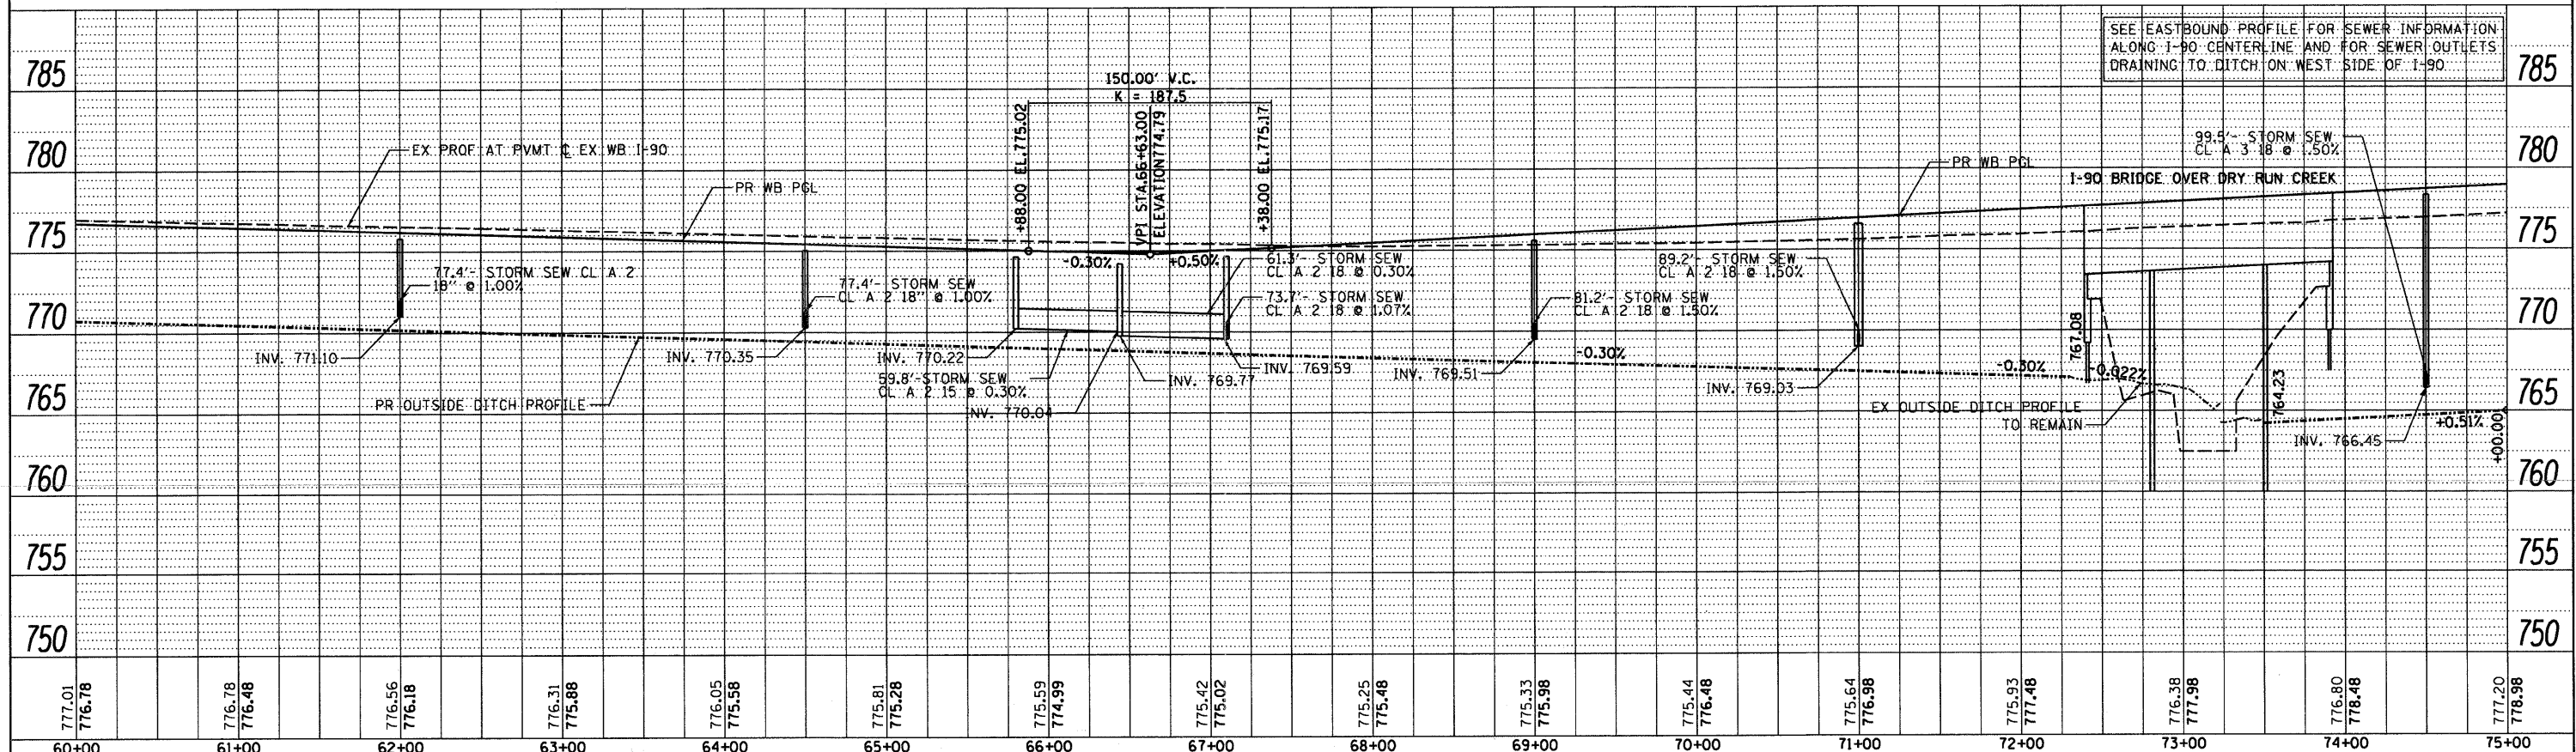 SEE EASTBOUND PROFILE FOR SEWER INFORMATION
ALONG I-90 CENTERLINE AND FOR SEWER OUTLETS
DRAINING TO DITCH ON WEST SIDE OF I-90
785
785
780
780
775
775
770
770
765
765
760
760
755
755
750
750
150.00' V.C.
K = 187.5
+88.00 EL.775.02
VPI STA.66+63.00
ELEVATION774.79
+38.00 EL.775.17
EX PROF AT PVMT ℄ EX WB I-90
PR WB PGL
PR WB PGL
99.5'- STORM SEW
CL A 3 18 @ 1.50%
I-90 BRIDGE OVER DRY RUN CREEK
-0.30%
+0.50%
77.4'- STORM SEW CL A 2
18" @ 1.00%
77.4'- STORM SEW
CL A 2 18" @ 1.00%
61.3'- STORM SEW
CL A 2 18 @ 0.30%
73.7'- STORM SEW
CL A 2 18 @ 1.07%
89.2'- STORM SEW
CL A 2 18 @ 1.50%
81.2'- STORM SEW
CL A 2 18 @ 1.50%
INV. 771.10
INV. 770.35
INV. 770.22
59.8'-STORM SEW
CL A 2 15 @ 0.30%
INV. 770.04
INV. 769.77
INV. 769.59
INV. 769.51
-0.30%
INV. 769.03
-0.30%
767.08
-0.022%
764.23
PR OUTSIDE DITCH PROFILE
EX OUTSIDE DITCH PROFILE
TO REMAIN
INV. 766.45
+0.51%
+00.00
777.01
776.78
776.78
776.48
776.56
776.18
776.31
775.88
776.05
775.58
775.81
775.28
775.59
774.99
775.42
775.02
775.25
775.48
775.33
775.98
775.44
776.48
775.64
776.98
775.93
777.48
776.38
777.98
776.80
778.48
777.20
778.98
60+00
61+00
62+00
63+00
64+00
65+00
66+00
67+00
68+00
69+00
70+00
71+00
72+00
73+00
74+00
75+00